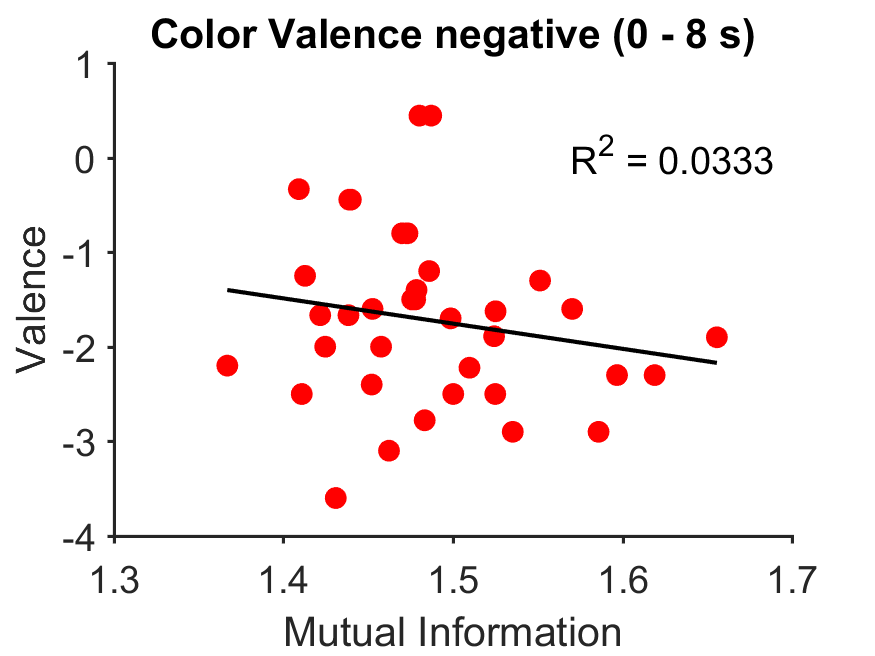 Color Valence negative (0 - 8 s)
1
0
-1
-2
-3
-4
Valence
R² = 0.0333
1.3 1.4 1.5 1.6 1.7
Mutual Information